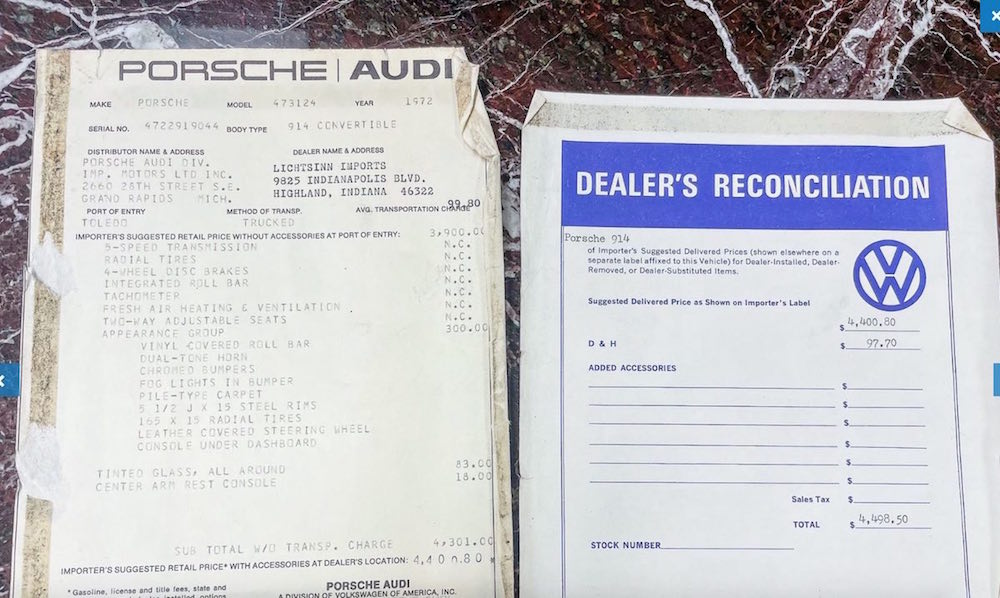 PORSCHE | AUDI
MAKE PORSCHE MODEL 473124 YEAR 1972
SERIAL NO. 4722919044 BODY TYPE 914 CONVERTIBLE
DISTRIBUTOR NAME & ADDRESS DEALER NAME & ADDRESS
PORSCHE AUDI DIV. LICHTSINN IMPORTS
IMP. MOTORS LTD INC. 9825 INDIANAPOLIS BLVD.
2660 28TH STREET S.E. HIGHLAND, INDIANA 46322
GRAND RAPIDS MICH. 99.80
PORT OF ENTRY METHOD OF TRANSP. AVG. TRANSPORTATION CHARGE
TOLEDO TRUCKED
IMPORTER'S SUGGESTED RETAIL PRICE WITHOUT ACCESSORIES AT PORT OF ENTRY: 3,900.00
5-SPEED TRANSMISSION N.C.
RADIAL TIRES N.C.
4-WHEEL DISC BRAKES N.C.
INTEGRATED ROLL BAR N.C.
TACHOMETER N.C.
FRESH AIR HEATING & VENTILATION . N.C.
TWO-WAY ADJUSTABLE SEATS N.C.
APPEARANCE GROUP 300.00
VINYL COVERED ROLL BAR
DUAL-TONE HORN
CHROMED BUMPERS
FOG LIGHTS IN BUMPER
PILE-TYPE CARPET
5 1/2 J X 15 STEEL RIMS
165 X 15 RADIAL TIRES
LEATHER COVERED STEERING WHEEL
CONSOLE UNDER DASHBOARD
TINTED GLASS, ALL AROUND 83.00
CENTER ARM REST CONSOLE 18.00
SUB TOTAL W/O TRANSP. CHARGE 4,301.00
IMPORTER'S SUGGESTED RETAIL PRICE* WITH ACCESSORIES AT DEALER'S LOCATION: 4,400.80*
*Gasoline, license and title fees, state and
PORSCHE AUDI
A DIVISION OF VOLKSWAGEN OF AMERICA, INC.
DEALER'S RECONCILIATION
Porsche 914
of Importer's Suggested Delivered Prices (shown elsewhere on
separate label affixed to this Vehicle) for Dealer-Installed, Dealer-
Removed, or Dealer-Substituted Items.
VW
Suggested Delivered Price as Shown on Importer's Label
$ 4,400.80
D & H $ 97.70
ADDED ACCESSORIES
$
$
$
$
$
$
Sales Tax $
TOTAL $ 4,498.50
STOCK NUMBER